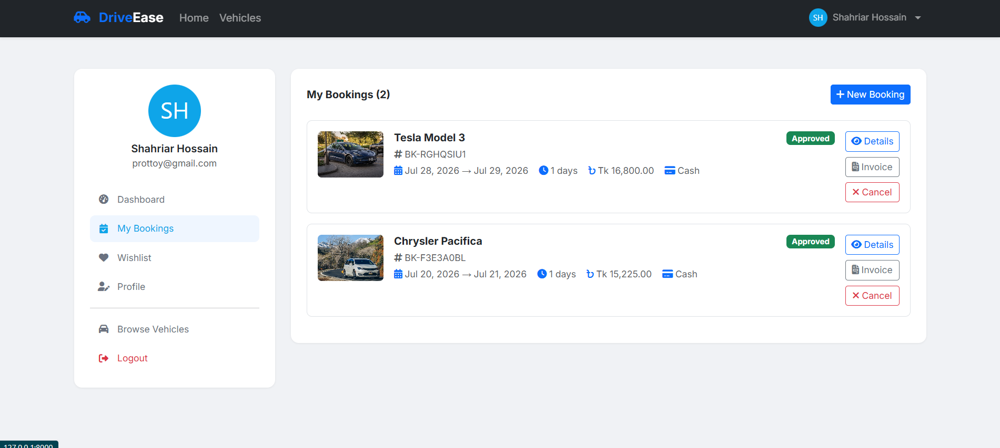 DriveEase Home Vehicles SH Shahriar Hossain
SH
Shahriar Hossain
prottoy@gmail.com
Dashboard
My Bookings
Wishlist
Profile
Browse Vehicles
Logout
My Bookings (2)
+ New Booking
Tesla Model 3
# BK-RGHQSIU1
Jul 28, 2026 → Jul 29, 2026 1 days ৳ Tk 16,800.00 Cash
Approved
Details
Invoice
Cancel
Chrysler Pacifica
# BK-F3E3A0BL
Jul 20, 2026 → Jul 21, 2026 1 days ৳ Tk 15,225.00 Cash
Approved
Details
Invoice
Cancel
127.0.0.1:8000